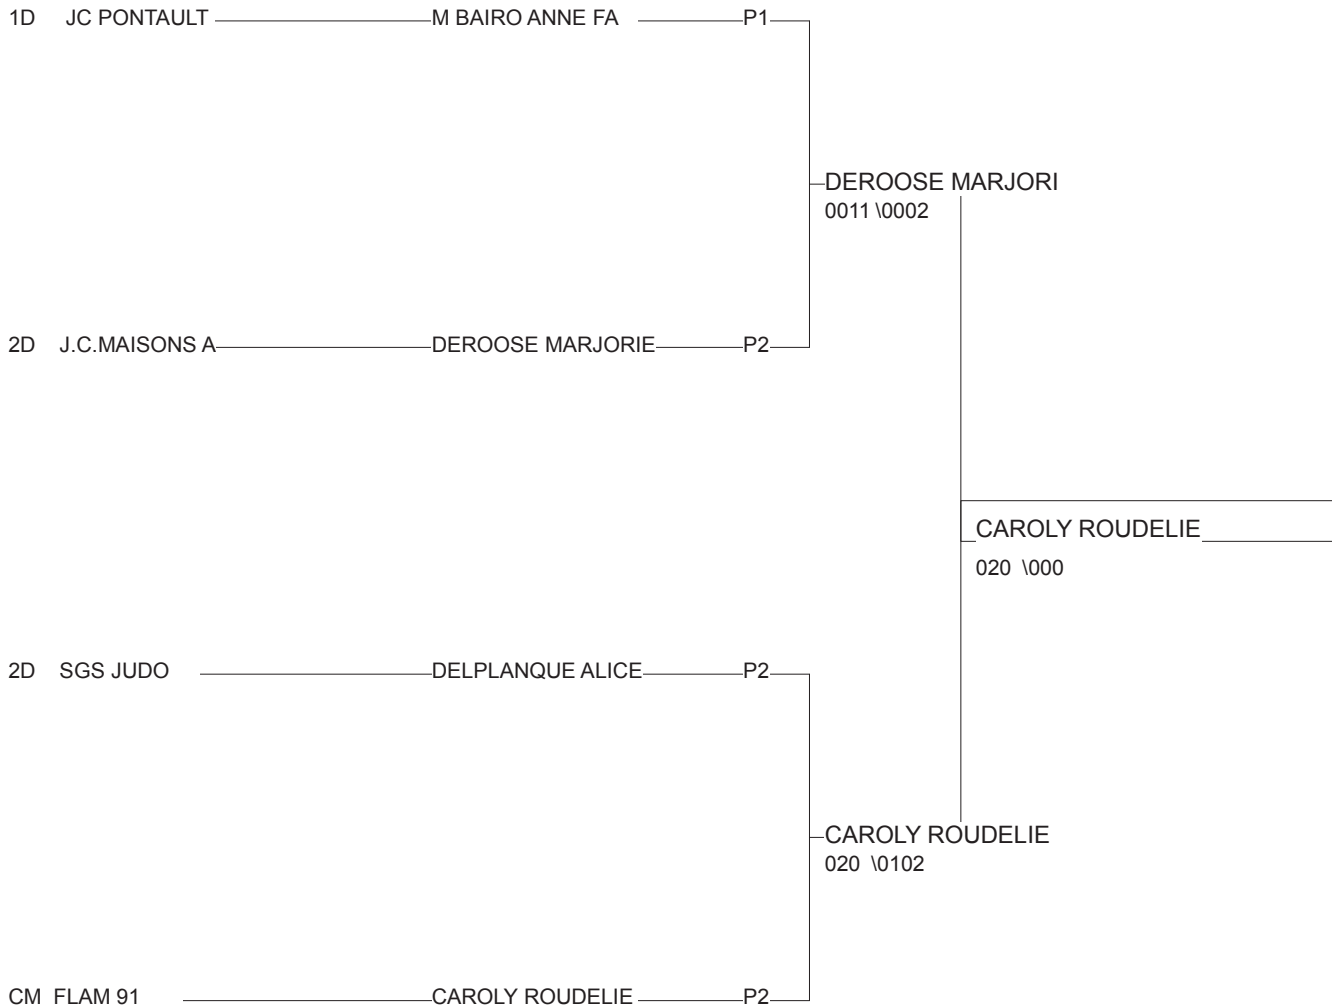 1D JC PONTAULT M BAIRO ANNE FA P1
DEROOSE MARJORI
0011 \0002
2D J.C.MAISONS A DEROOSE MARJORIE P2
CAROLY ROUDELIE
020 \000
2D SGS JUDO DELPLANQUE ALICE P2
CAROLY ROUDELIE
020 \0102
CM FLAM 91 CAROLY ROUDELIE P2